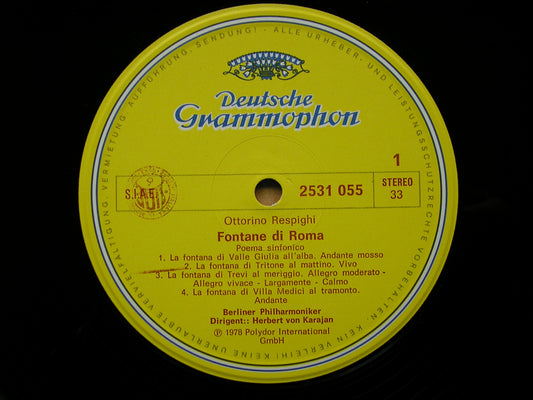 ALLE URHEBER- UND LEISTUNGSSCHUTZRECHTE VORBEHALTEN· KEIN VERLEIH! KEINE UNERLAUBTE VERVIELFÄLTIGUNG, VERMIETUNG, AUFFÜHRUNG, SENDUNG! -
Deutsche
Grammophon
1
S.I.A.E.
2531 055
STEREO
33
Ottorino Respighi
Fontane di Roma
Poema sinfonico
1. La fontana di Valle Giulia all'alba. Andante mosso
2. La fontana di Tritone al mattino. Vivo
3. La fontana di Trevi al meriggio. Allegro moderato -
Allegro vivace - Largamente - Calmo
4. La fontana di Villa Medici al tramonto.
Andante
Berliner Philharmoniker
Dirigent:: Herbert von Karajan
℗ 1978 Polydor International
GmbH